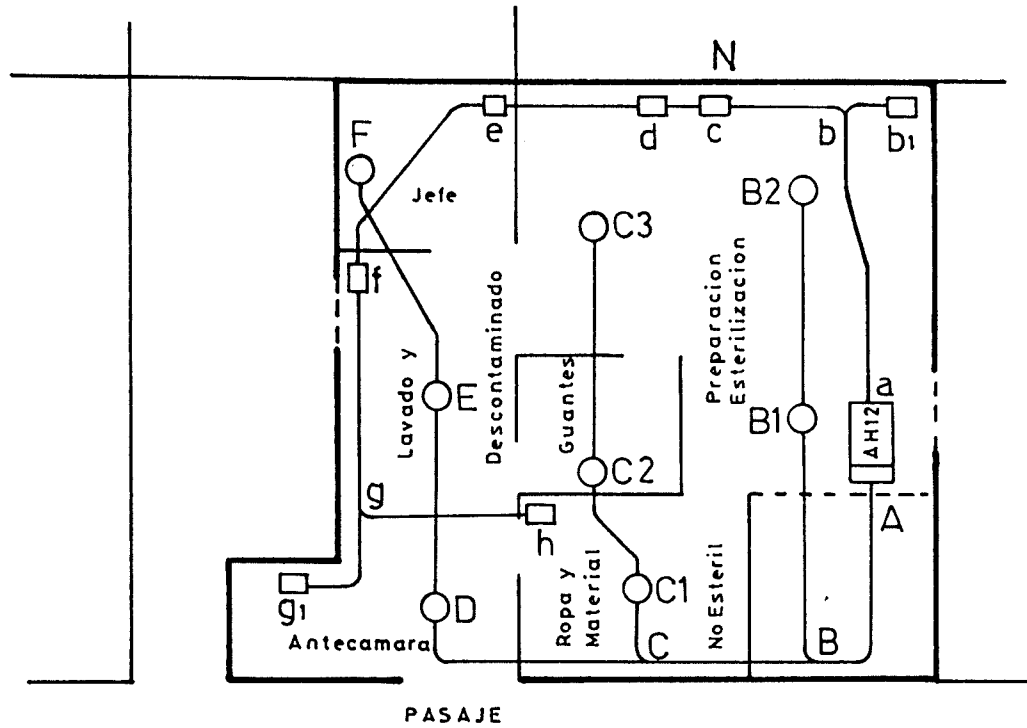 N
e
d
c
b
b1
F
Jefe
B2
C3
f
Lavado y
Descontaminado
Preparacion
Esterilizacion
a
AH12
E
Guantes
B1
C2
g
h
A
g1
D
Ropa y
Material
C1
No Esteril
Antecamara
C
B
PASAJE